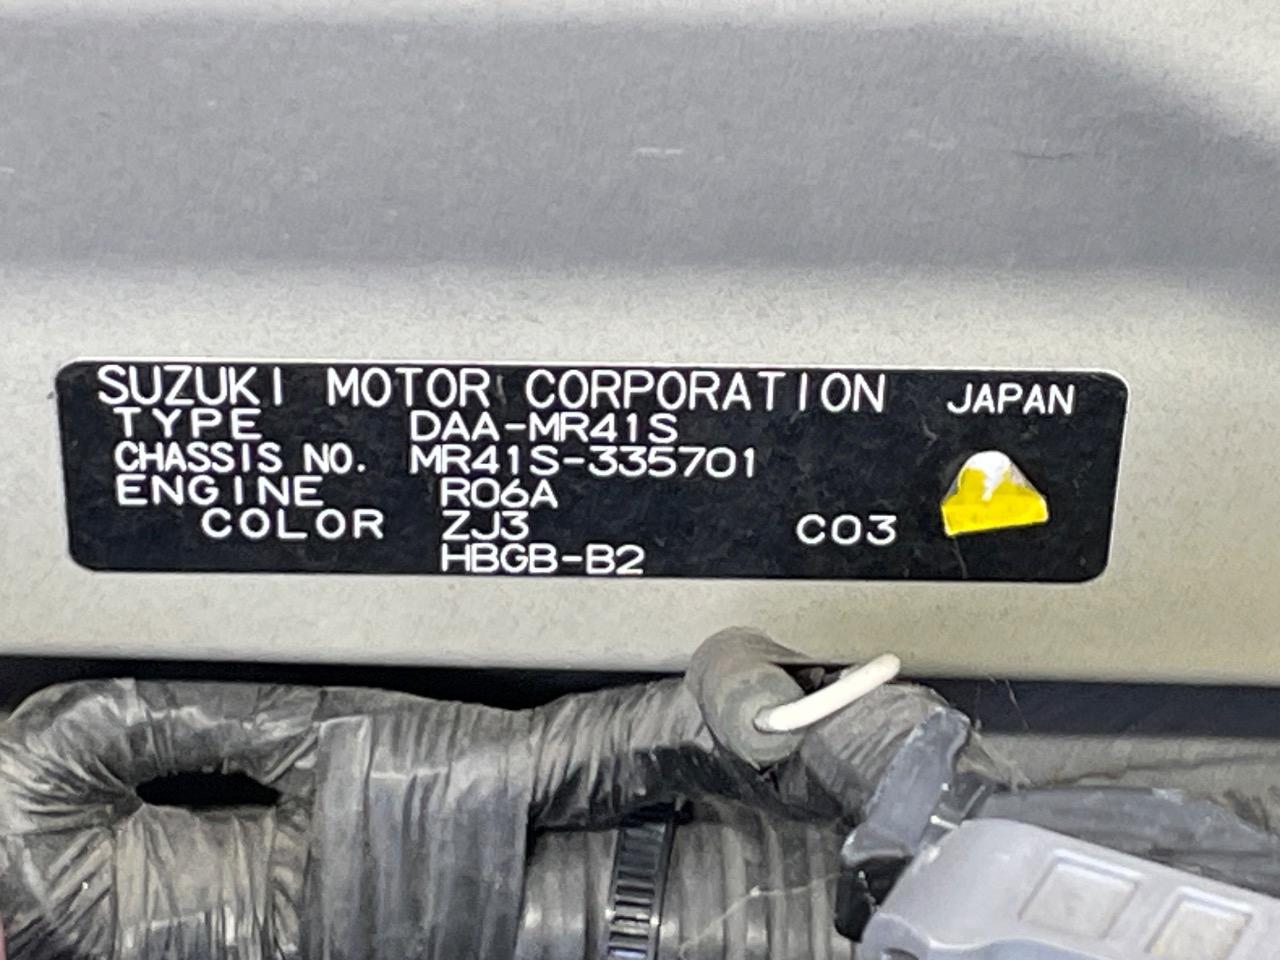 SUZUKI MOTOR CORPORATION JAPAN
TYPE DAA-MR41S
CHASSIS NO. MR41S-335701
ENGINE R06A
COLOR ZJ3 C03
HBGB-B2